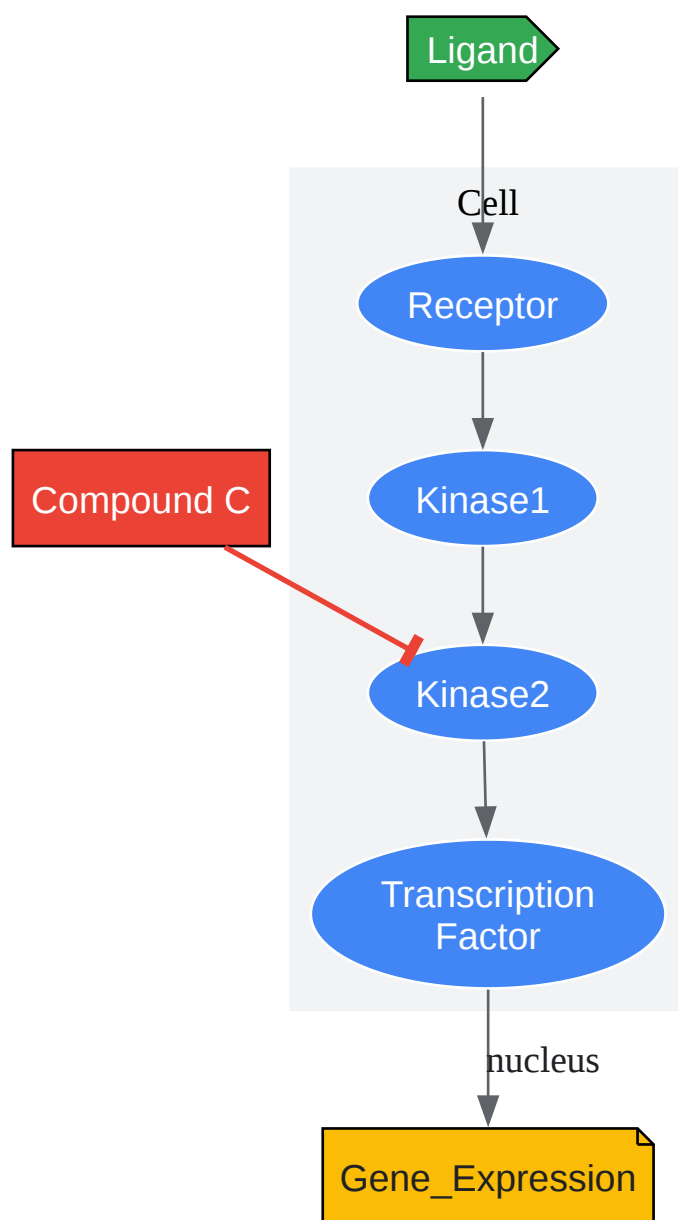 Ligand
Cell
Receptor
Kinase1
Compound C
Kinase2
Transcription
Factor
nucleus
Gene_Expression